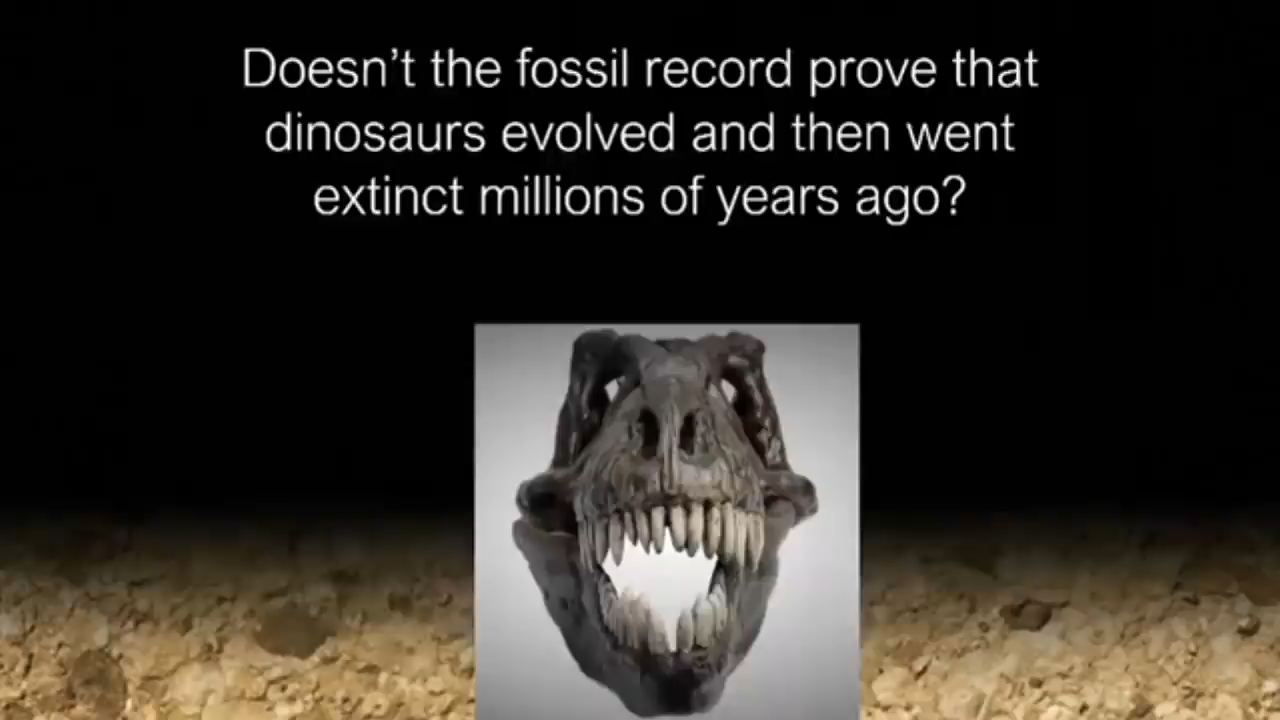 Doesn’t the fossil record prove that
dinosaurs evolved and then went
extinct millions of years ago?